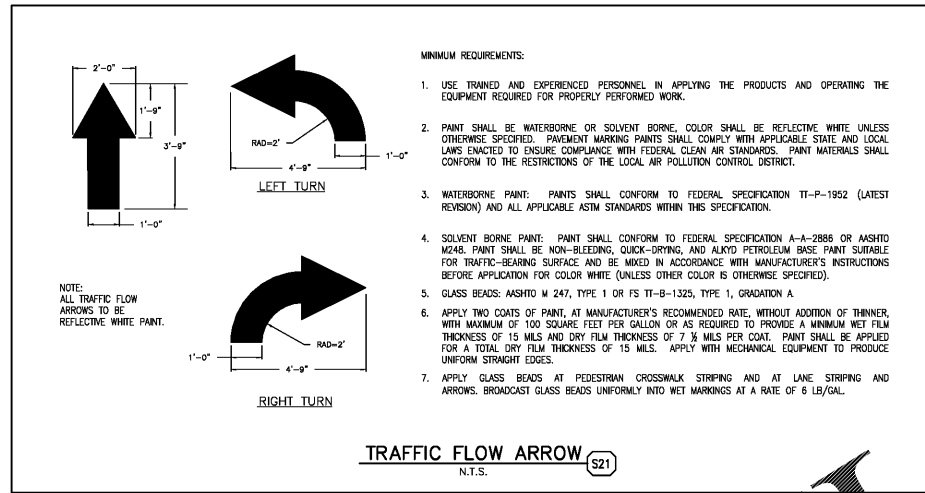 2'-0"
1'-9"
3'-9"
1'-0"
RAD=2'
1'-0"
4'-9"
LEFT TURN
NOTE:
ALL TRAFFIC FLOW
ARROWS TO BE
REFLECTIVE WHITE PAINT.
RAD=2'
1'-0"
4'-9"
RIGHT TURN
MINIMUM REQUIREMENTS:
1. USE TRAINED AND EXPERIENCED PERSONNEL IN APPLYING THE PRODUCTS AND OPERATING THE
EQUIPMENT REQUIRED FOR PROPERLY PERFORMED WORK.
2. PAINT SHALL BE WATERBORNE OR SOLVENT BORNE, COLOR SHALL BE REFLECTIVE WHITE UNLESS
OTHERWISE SPECIFIED. PAVEMENT MARKING PAINTS SHALL COMPLY WITH APPLICABLE STATE AND LOCAL
LAWS ENACTED TO ENSURE COMPLIANCE WITH FEDERAL CLEAN AIR STANDARDS. PAINT MATERIALS SHALL
CONFORM TO THE RESTRICTIONS OF THE LOCAL AIR POLLUTION CONTROL DISTRICT.
3. WATERBORNE PAINT: PAINTS SHALL CONFORM TO FEDERAL SPECIFICATION TT-P-1952 (LATEST
REVISION) AND ALL APPLICABLE ASTM STANDARDS WITHIN THIS SPECIFICATION.
4. SOLVENT BORNE PAINT: PAINT SHALL CONFORM TO FEDERAL SPECIFICATION A-A-2886 OR AASHTO
M248. PAINT SHALL BE NON-BLEEDING, QUICK-DRYING, AND ALKYD PETROLEUM BASE PAINT SUITABLE
FOR TRAFFIC-BEARING SURFACE AND BE MIXED IN ACCORDANCE WITH MANUFACTURER'S INSTRUCTIONS
BEFORE APPLICATION FOR COLOR WHITE (UNLESS OTHER COLOR IS OTHERWISE SPECIFIED).
5. GLASS BEADS: AASHTO M 247, TYPE 1 OR FS TT-B-1325, TYPE 1, GRADATION A
6. APPLY TWO COATS OF PAINT, AT MANUFACTURER'S RECOMMENDED RATE, WITHOUT ADDITION OF THINNER,
WITH MAXIMUM OF 100 SQUARE FEET PER GALLON OR AS REQUIRED TO PROVIDE A MINIMUM WET FILM
THICKNESS OF 15 MILS AND DRY FILM THICKNESS OF 7 ½ MILS PER COAT. PAINT SHALL BE APPLIED
FOR A TOTAL DRY FILM THICKNESS OF 15 MILS. APPLY WITH MECHANICAL EQUIPMENT TO PRODUCE
UNIFORM STRAIGHT EDGES.
7. APPLY GLASS BEADS AT PEDESTRIAN CROSSWALK STRIPING AND AT LANE STRIPING AND
ARROWS. BROADCAST GLASS BEADS UNIFORMLY INTO WET MARKINGS AT A RATE OF 6 LB/GAL.
TRAFFIC FLOW ARROW
S21
N.T.S.